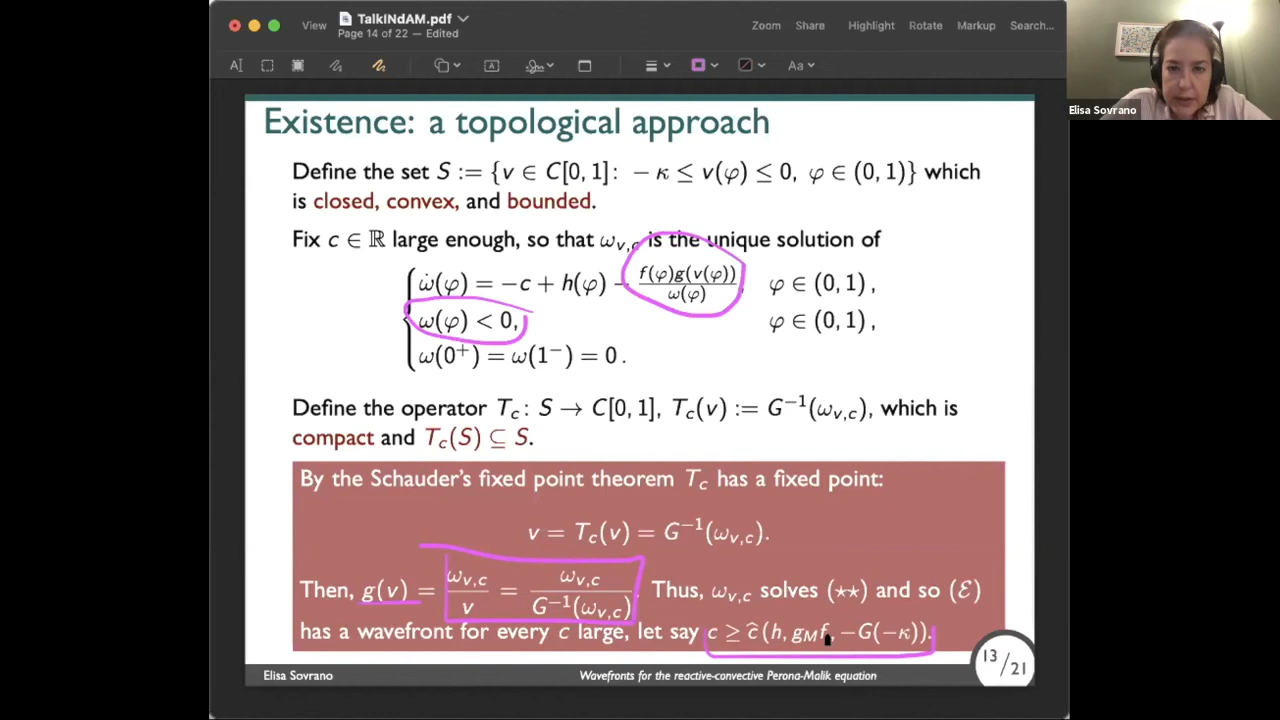 View
TalkINdAM.pdf
Page 14 of 22 — Edited
Zoom Share Highlight Rotate Markup Search...
Aa
Elisa Sovrano
Existence: a topological approach
Define the set S := {v ∈ C[0, 1]: − κ ≤ v(φ) ≤ 0, φ ∈ (0, 1)} which
is closed, convex, and bounded.
Fix c ∈ ℝ large enough, so that ω_{v,c} is the unique solution of
ω̇(φ) = −c + h(φ) − f(φ)g(v(φ))/ω(φ), φ ∈ (0, 1),
ω(φ) < 0, φ ∈ (0, 1),
ω(0⁺) = ω(1⁻) = 0.
Define the operator T_c : S → C[0, 1], T_c(v) := G⁻¹(ω_{v,c}), which is
compact and T_c(S) ⊆ S.
By the Schauder's fixed point theorem T_c has a fixed point:
v = T_c(v) = G⁻¹(ω_{v,c}).
Then, g(v) = ω_{v,c}/v = ω_{v,c}/G⁻¹(ω_{v,c}). Thus, ω_{v,c} solves (⋆⋆) and so (ℰ)
has a wavefront for every c large, let say c ≥ ĉ(h, g_M f, −G(−κ)).
13/21
Elisa Sovrano Wavefronts for the reactive-convective Perona-Malik equation